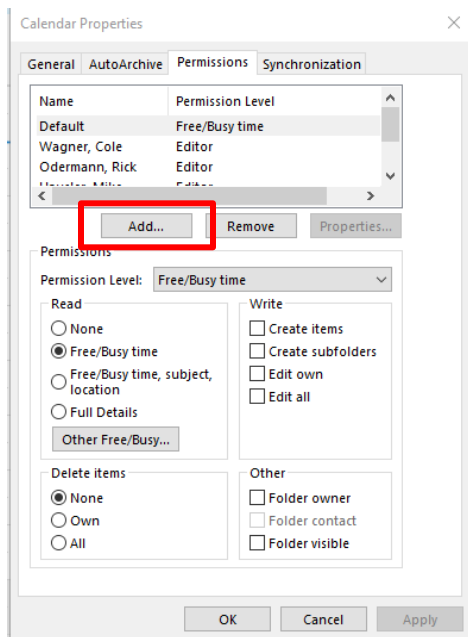 Calendar Properties
General AutoArchive Permissions Synchronization
Name Permission Level
Default Free/Busy time
Wagner, Cole Editor
Odermann, Rick Editor
Add... Remove Properties...
Permissions
Permission Level: Free/Busy time
Read
None
Free/Busy time
Free/Busy time, subject,
location
Full Details
Other Free/Busy...
Write
Create items
Create subfolders
Edit own
Edit all
Delete items
None
Own
All
Other
Folder owner
Folder contact
Folder visible
OK Cancel Apply